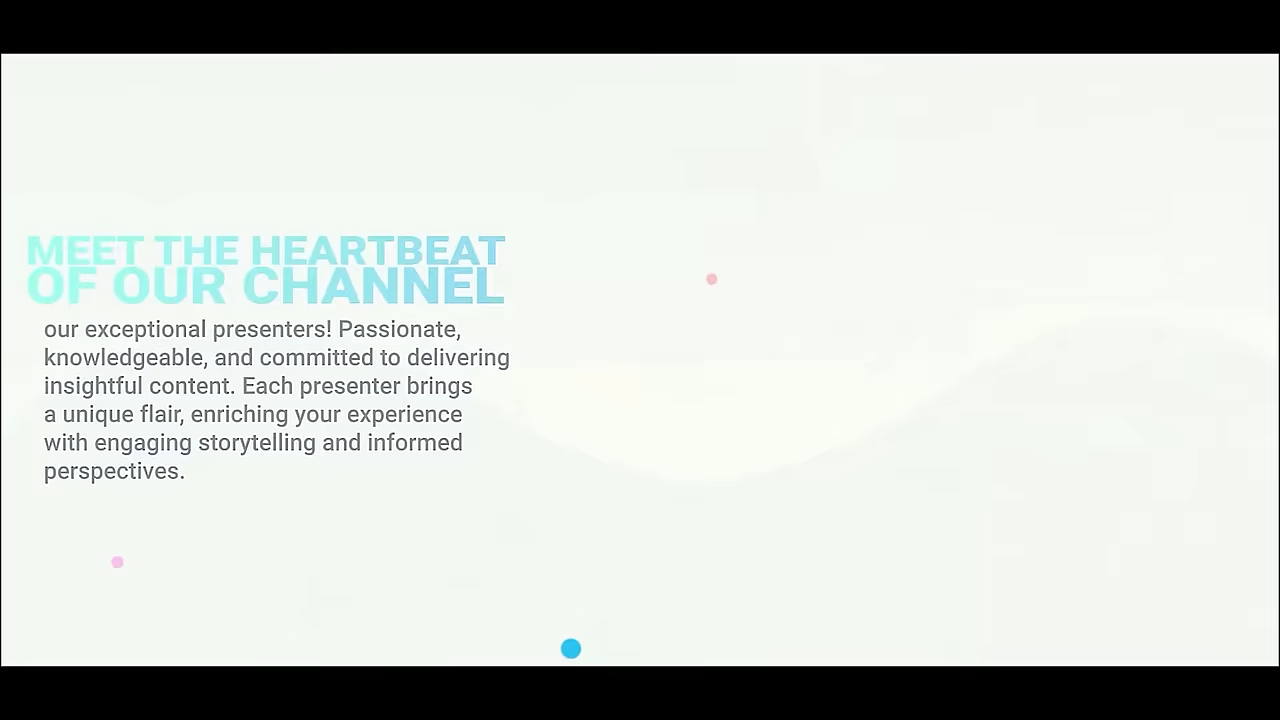 MEET THE HEARTBEAT
OF OUR CHANNEL
our exceptional presenters! Passionate,
knowledgeable, and committed to delivering
insightful content. Each presenter brings
a unique flair, enriching your experience
with engaging storytelling and informed
perspectives.